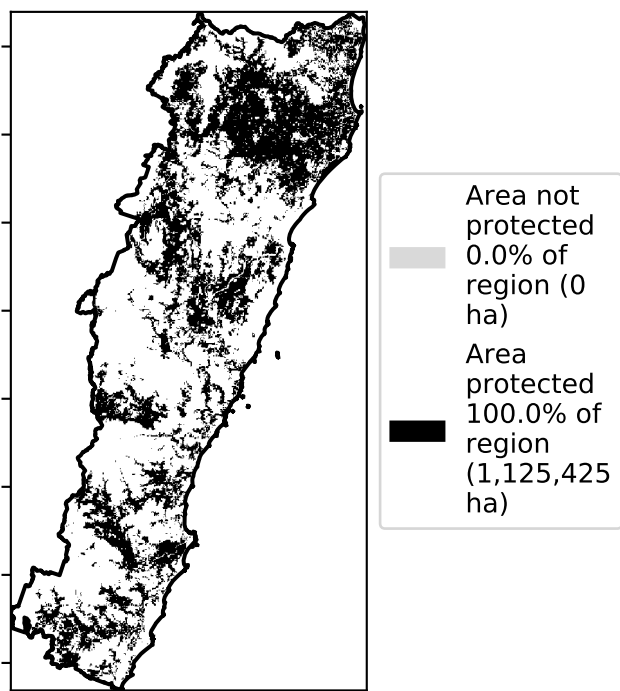 Area not
protected
0.0% of
region (0
ha)
Area
protected
100.0% of
region
(1,125,425
ha)